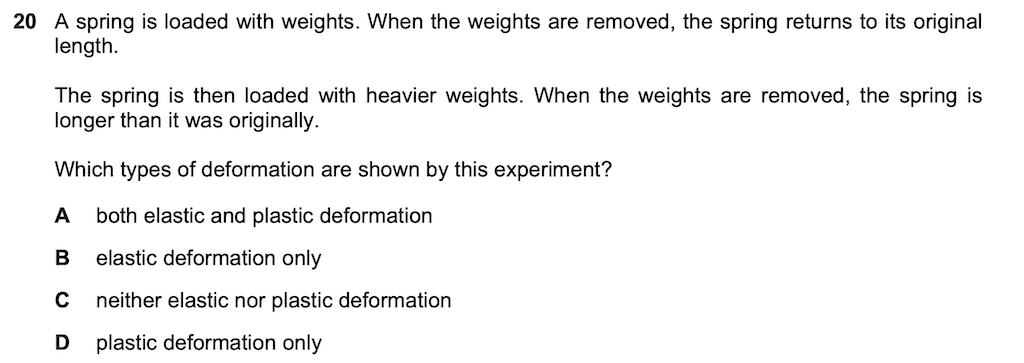 20 A spring is loaded with weights. When the weights are removed, the spring returns to its original
length.
The spring is then loaded with heavier weights. When the weights are removed, the spring is
longer than it was originally.
Which types of deformation are shown by this experiment?
A both elastic and plastic deformation
B elastic deformation only
C neither elastic nor plastic deformation
D plastic deformation only